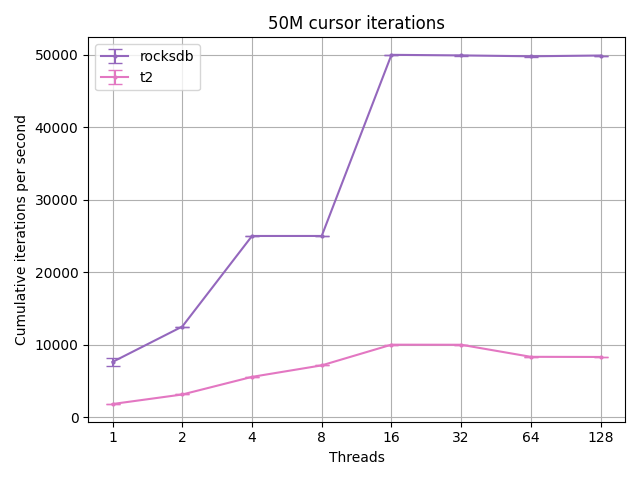 50M cursor iterations
rocksdb
t2
Cumulative iterations per second
50000
40000
30000
20000
10000
0
1 2 4 8 16 32 64 128
Threads